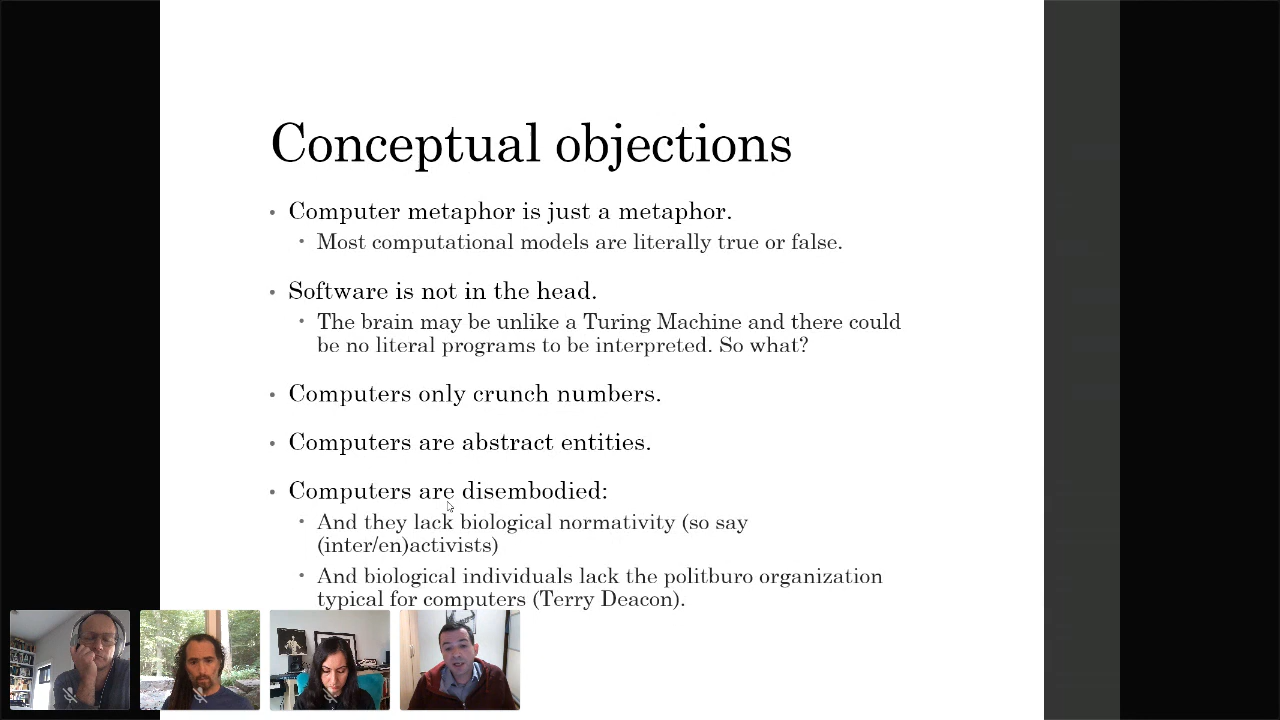 Conceptual objections
• Computer metaphor is just a metaphor.
• Most computational models are literally true or false.
• Software is not in the head.
• The brain may be unlike a Turing Machine and there could
be no literal programs to be interpreted. So what?
• Computers only crunch numbers.
• Computers are abstract entities.
• Computers are disembodied:
• And they lack biological normativity (so say
(inter/en)activists)
• And biological individuals lack the politburo organization
typical for computers (Terry Deacon).